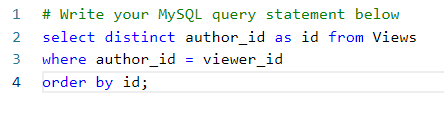 1 # Write your MySQL query statement below
2 select distinct author_id as id from Views
3 where author_id = viewer_id
4 order by id;